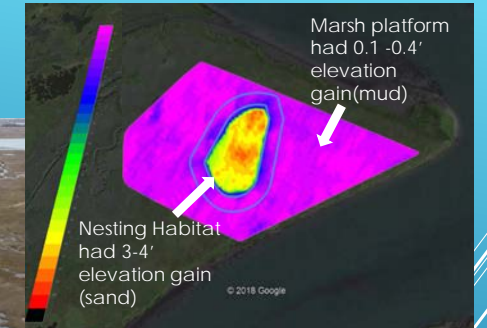 Marsh platform
had 0.1 -0.4'
elevation
gain(mud)
Nesting Habitat
had 3-4'
elevation gain
(sand)
© 2018 Google